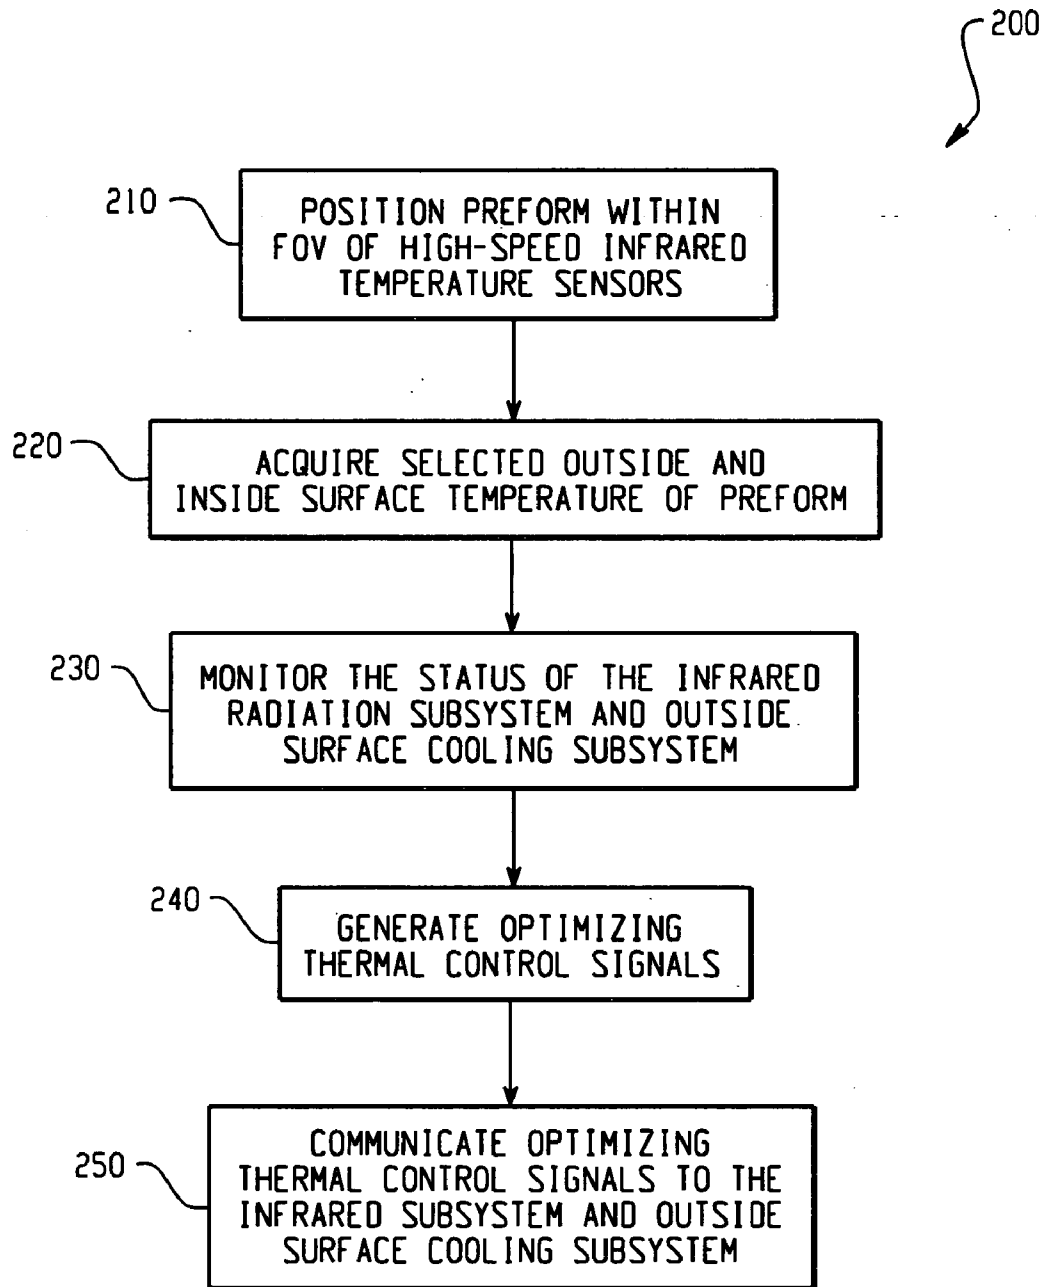 200
210
POSITION PREFORM WITHIN
FOV OF HIGH-SPEED INFRARED
TEMPERATURE SENSORS
220
ACQUIRE SELECTED OUTSIDE AND
INSIDE SURFACE TEMPERATURE OF PREFORM
230
MONITOR THE STATUS OF THE INFRARED
RADIATION SUBSYSTEM AND OUTSIDE
SURFACE COOLING SUBSYSTEM
240
GENERATE OPTIMIZING
THERMAL CONTROL SIGNALS
250
COMMUNICATE OPTIMIZING
THERMAL CONTROL SIGNALS TO THE
INFRARED SUBSYSTEM AND OUTSIDE
SURFACE COOLING SUBSYSTEM